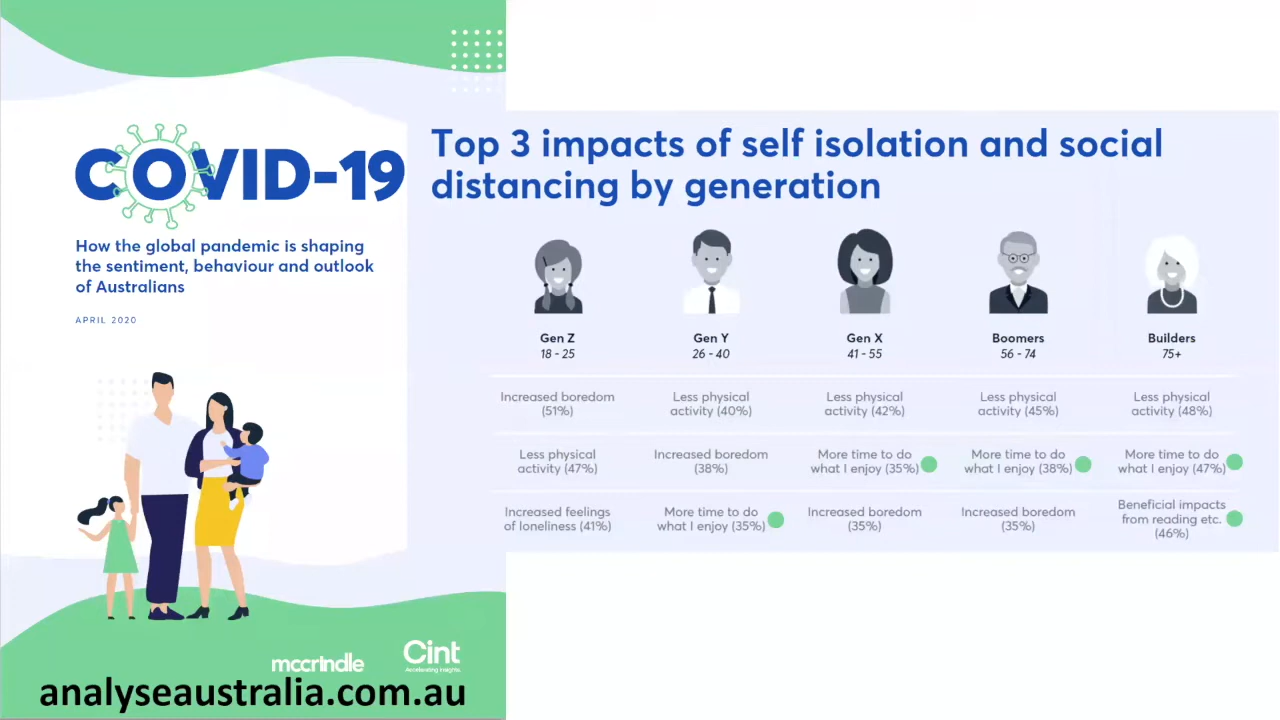 COVID-19
How the global pandemic is shaping
the sentiment, behaviour and outlook
of Australians
APRIL 2020
mccrindle
Cint
Accelerating Insights.
analyseaustralia.com.au
Top 3 impacts of self isolation and social
distancing by generation
Gen Z
18 - 25
Gen Y
26 - 40
Gen X
41 - 55
Boomers
56 - 74
Builders
75+
Increased boredom
(51%)
Less physical
activity (40%)
Less physical
activity (42%)
Less physical
activity (45%)
Less physical
activity (48%)
Less physical
activity (47%)
Increased boredom
(38%)
More time to do
what I enjoy (35%)
More time to do
what I enjoy (38%)
More time to do
what I enjoy (47%)
Increased feelings
of loneliness (41%)
More time to do
what I enjoy (35%)
Increased boredom
(35%)
Increased boredom
(35%)
Beneficial impacts
from reading etc.
(46%)